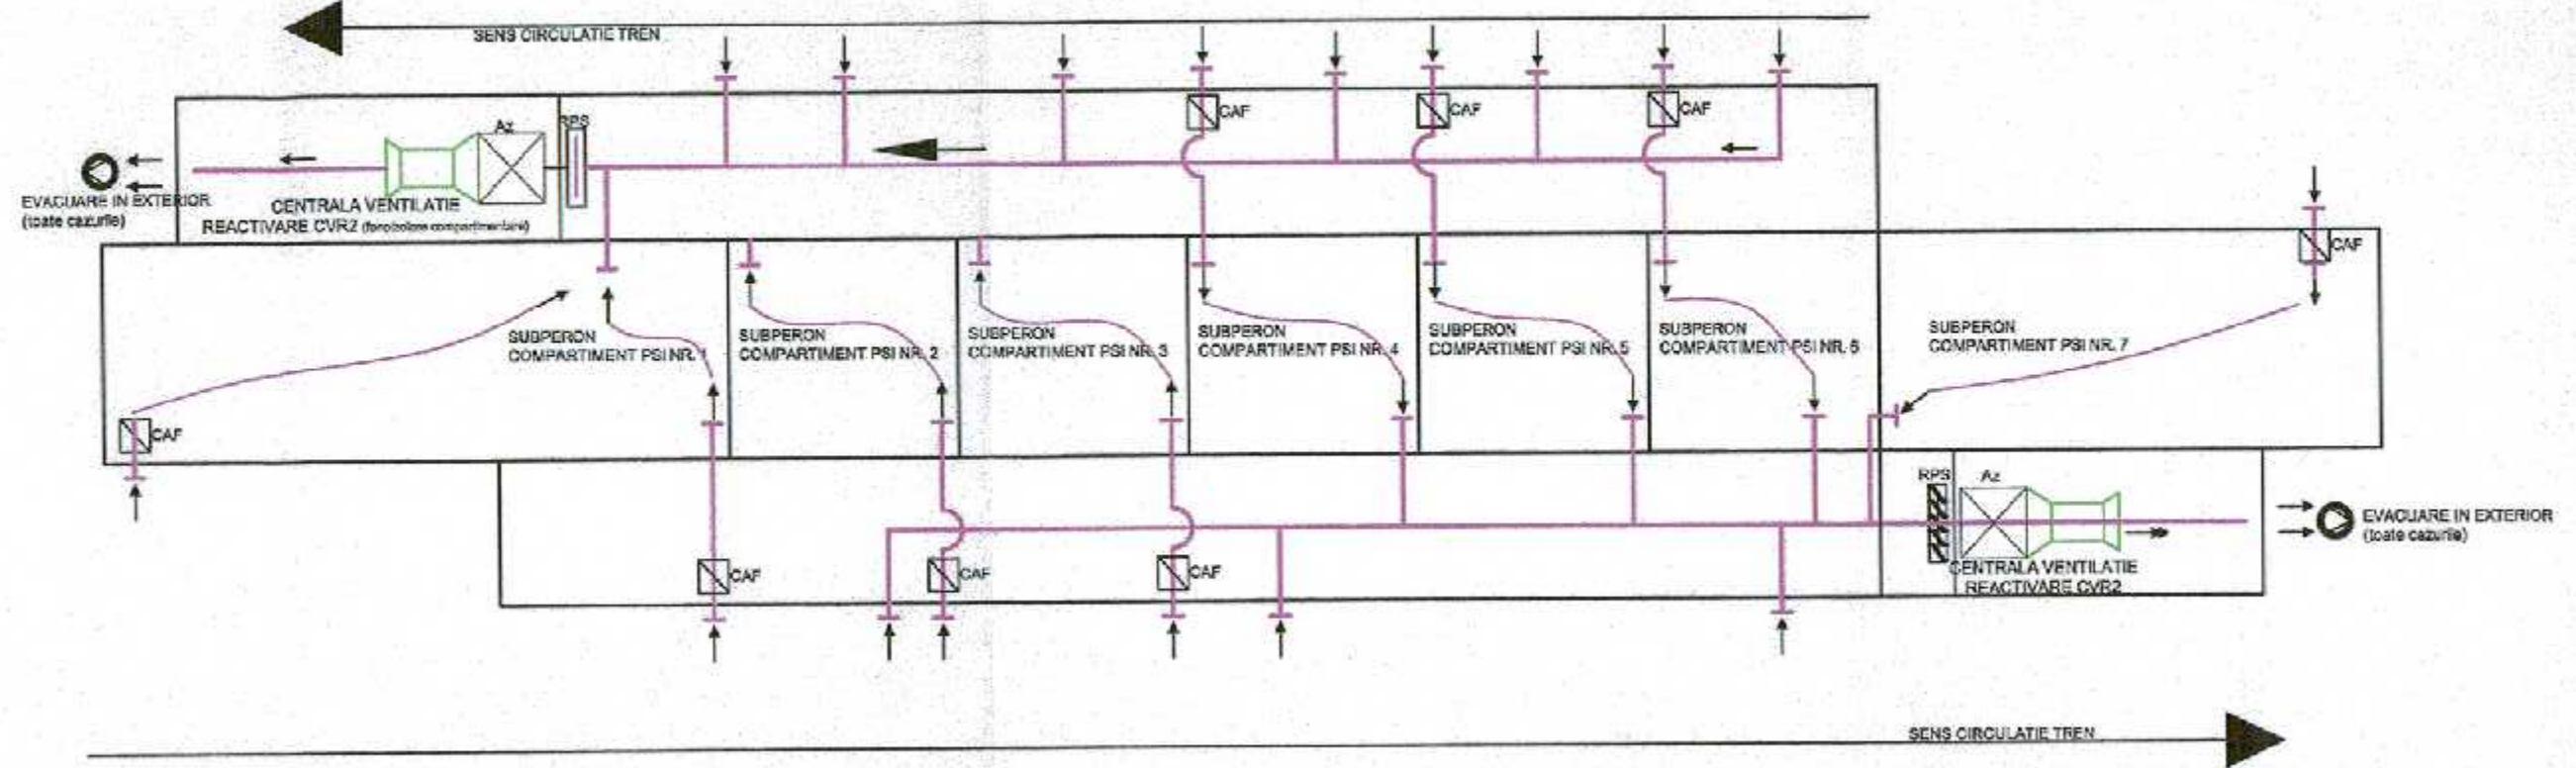 SENS CIRCULATIE TREN
CAF
CAF
CAF
Az
RPS
EVACUARE IN EXTERIOR
(toate cazurile)
CENTRALA VENTILATIE
REACTIVARE CVR2
CAF
SUBPERON
COMPARTIMENT PSI NR. 1
SUBPERON
COMPARTIMENT PSI NR. 2
SUBPERON
COMPARTIMENT PSI NR. 3
SUBPERON
COMPARTIMENT PSI NR. 4
SUBPERON
COMPARTIMENT PSI NR. 5
SUBPERON
COMPARTIMENT PSI NR. 6
SUBPERON
COMPARTIMENT PSI NR. 7
CAF
RPS
Az
EVACUARE IN EXTERIOR
(toate cazurile)
CENTRALA VENTILATIE
REACTIVARE CVR2
CAF
CAF
CAF
SENS CIRCULATIE TREN